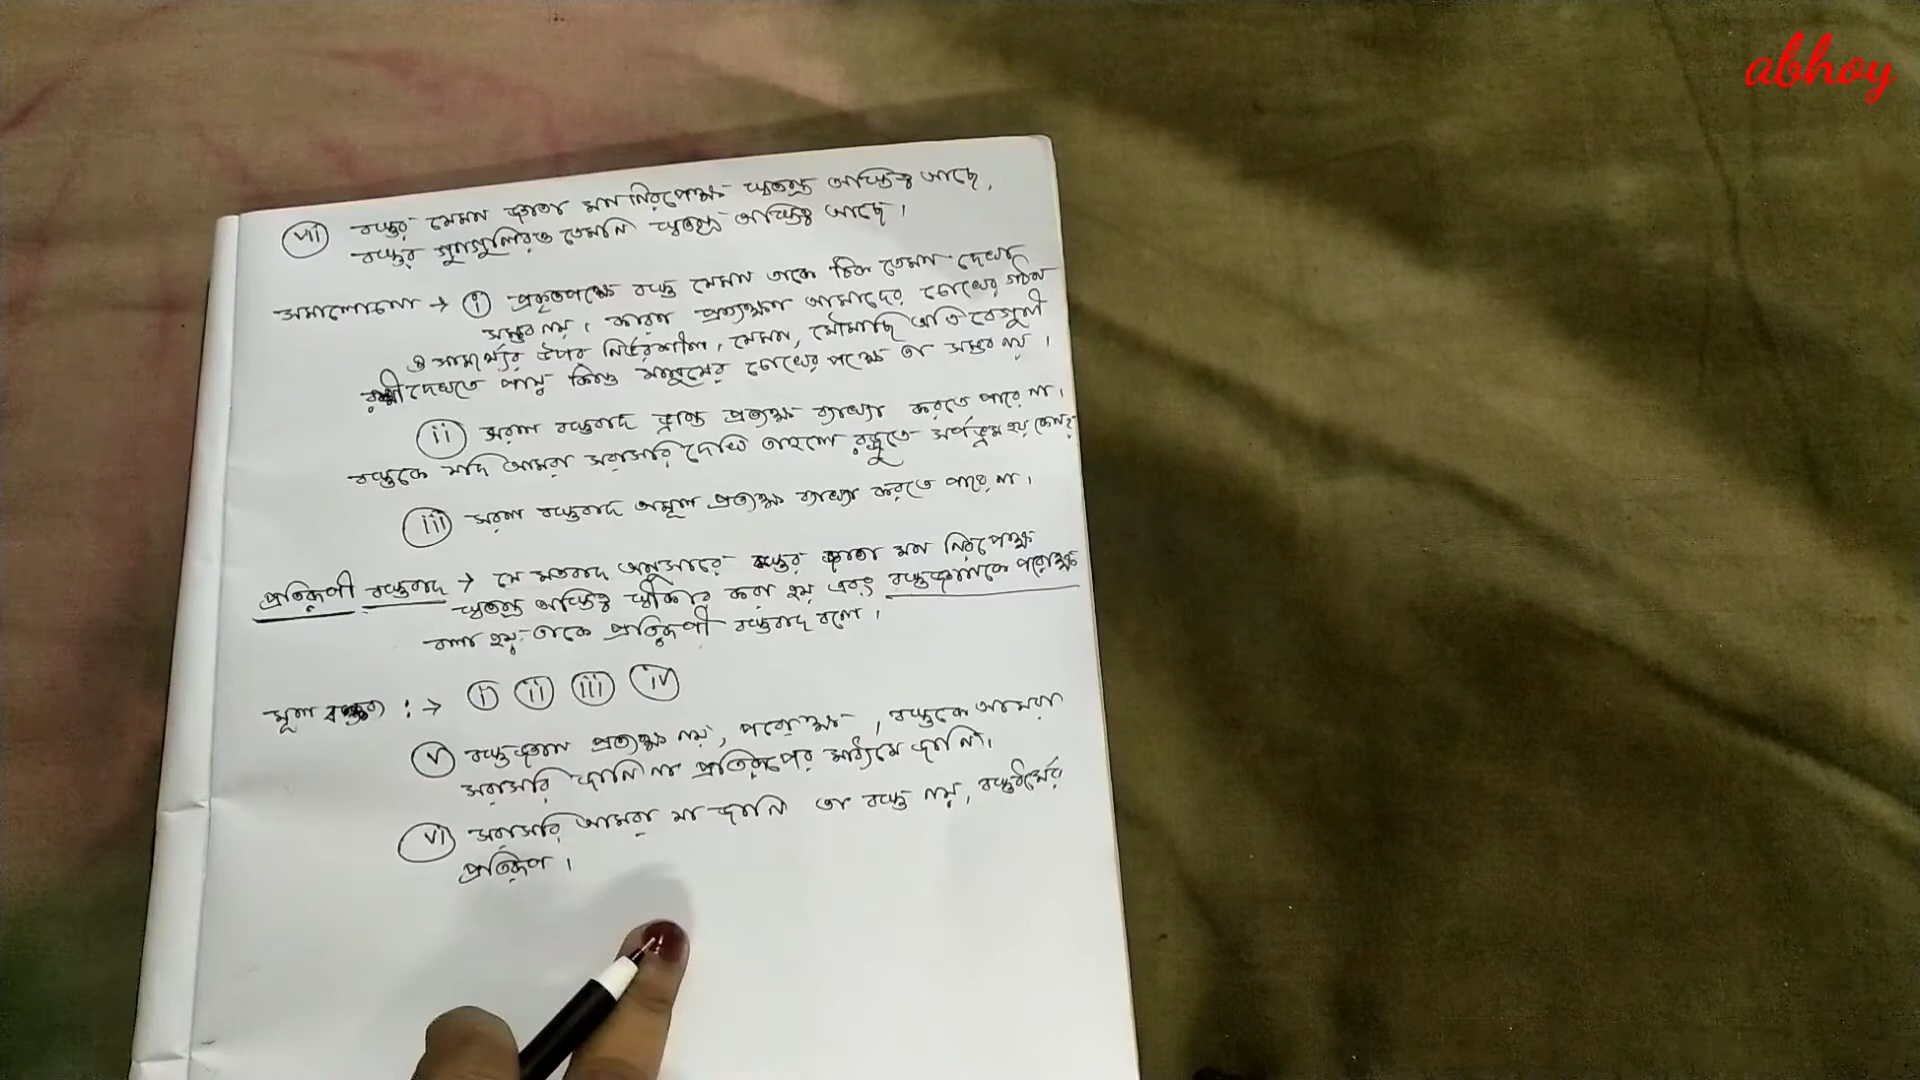 abhoy
vii বস্তুর যেমন জ্ঞাতা মন নিরপেক্ষ স্বতন্ত্র অস্তিত্ব আছে,
বস্তুর গুণগুলিরও তেমনি স্বতন্ত্র অস্তিত্ব আছে।
সমালোচনা → i প্রকৃতপক্ষে বস্তু যেমন তাকে ঠিক তেমন দেখা
সম্ভব নয়। কারণ প্রত্যক্ষণ আমাদের চোখের গঠন
ও সামর্থ্যের উপর নির্ভরশীল, যেমন, মৌমাছি অতিবেগুনী
রশ্মী দেখতে পায় কিন্তু মানুষের চোখের পক্ষে তা সম্ভব নয়।
ii সরল বস্তুবাদ ভ্রান্ত প্রত্যক্ষ ব্যাখ্যা করতে পারে না।
বস্তুকে যদি আমরা সরাসরি দেখি তাহলে রজ্জুতে সর্পভ্রম হয় কেন?
iii সরল বস্তুবাদ অমূল প্রত্যক্ষ ব্যাখ্যা করতে পারে না।
প্রতিরূপী বস্তুবাদ → যে মতবাদ অনুসারে বস্তুর জ্ঞাতা মন নিরপেক্ষ
স্বতন্ত্র অস্তিত্ব স্বীকার করা হয় এবং বস্তুজ্ঞানকে পরোক্ষ
বলা হয় তাকে প্রতিরূপী বস্তুবাদ বলে।
মূল বক্তব্য : → i ii iii iv
v বস্তুজ্ঞান প্রত্যক্ষ নয়, পরোক্ষ, বস্তুকে আমরা
সরাসরি জানি না প্রতিরূপের মাধ্যমে জানি।
vi সরাসরি আমরা যা জানি তা বস্তু নয়, বস্তুধর্মের
প্রতিরূপ।